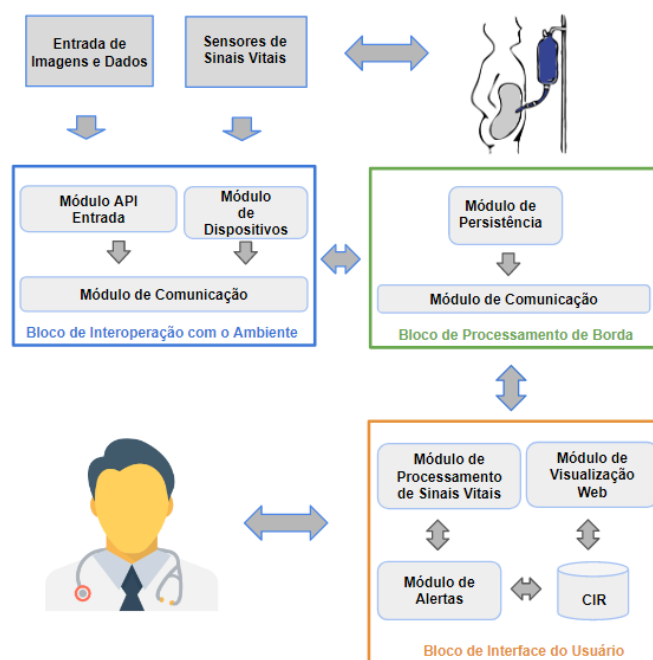 Entrada de
Imagens e Dados
Sensores de
Sinais Vitais
Módulo API
Entrada
Módulo
de
Dispositivos
Módulo de Comunicação
Bloco de Interoperação com o Ambiente
Módulo de
Persistência
Módulo de Comunicação
Bloco de Processamento de Borda
Módulo de
Processamento
de Sinais Vitais
Módulo de
Visualização
Web
Módulo de
Alertas
CIR
Bloco de Interface do Usuário